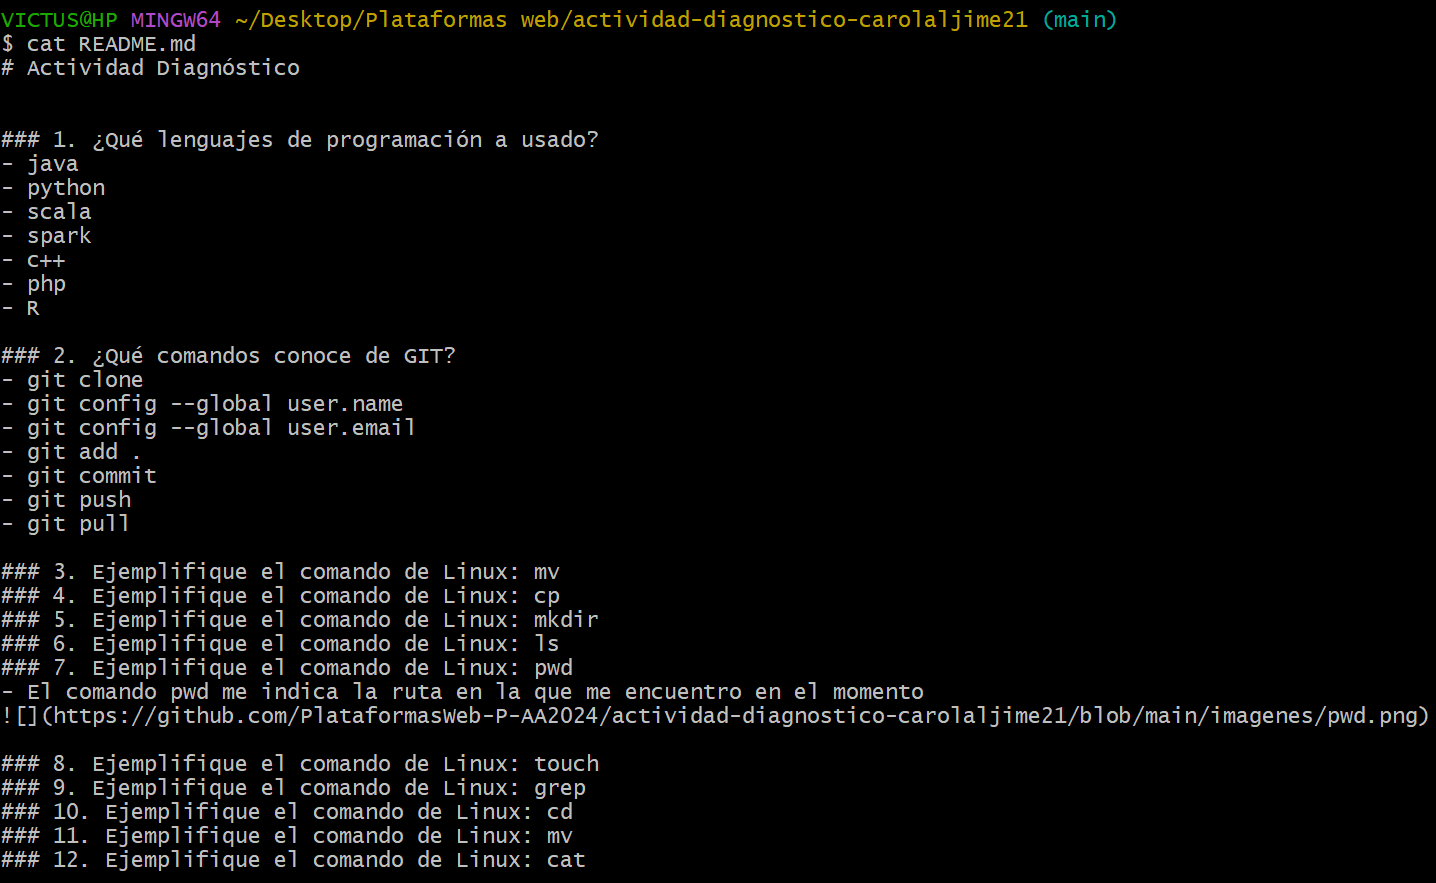 VICTUS@HP MINGW64 ~/Desktop/Plataformas web/actividad-diagnostico-carolaljime21 (main)
$ cat README.md
# Actividad Diagnóstico
### 1. ¿Qué lenguajes de programación a usado?
- java
- python
- scala
- spark
- c++
- php
- R
### 2. ¿Qué comandos conoce de GIT?
- git clone
- git config --global user.name
- git config --global user.email
- git add .
- git commit
- git push
- git pull
### 3. Ejemplifique el comando de Linux: mv
### 4. Ejemplifique el comando de Linux: cp
### 5. Ejemplifique el comando de Linux: mkdir
### 6. Ejemplifique el comando de Linux: ls
### 7. Ejemplifique el comando de Linux: pwd
- El comando pwd me indica la ruta en la que me encuentro en el momento
![](https://github.com/PlataformasWeb-P-AA2024/actividad-diagnostico-carolaljime21/blob/main/imagenes/pwd.png)
### 8. Ejemplifique el comando de Linux: touch
### 9. Ejemplifique el comando de Linux: grep
### 10. Ejemplifique el comando de Linux: cd
### 11. Ejemplifique el comando de Linux: mv
### 12. Ejemplifique el comando de Linux: cat